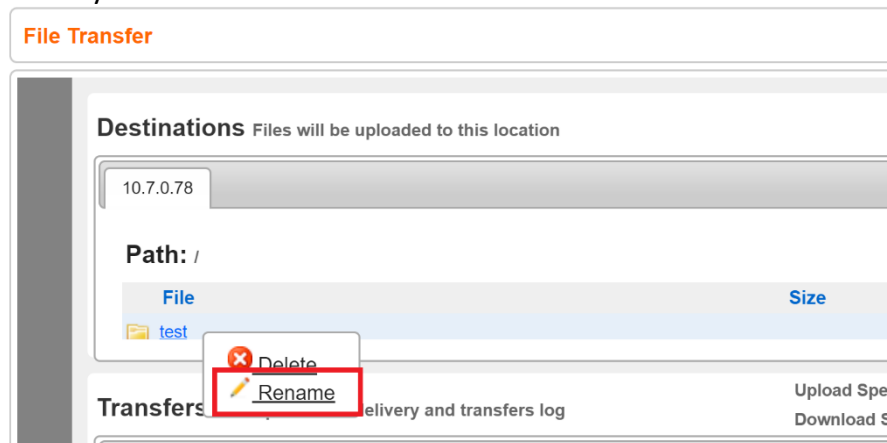 File Transfer
Destinations Files will be uploaded to this location
10.7.0.78
Path: /
File Size
test
Delete
Rename
Transfers elivery and transfers log
Upload Spe
Download S